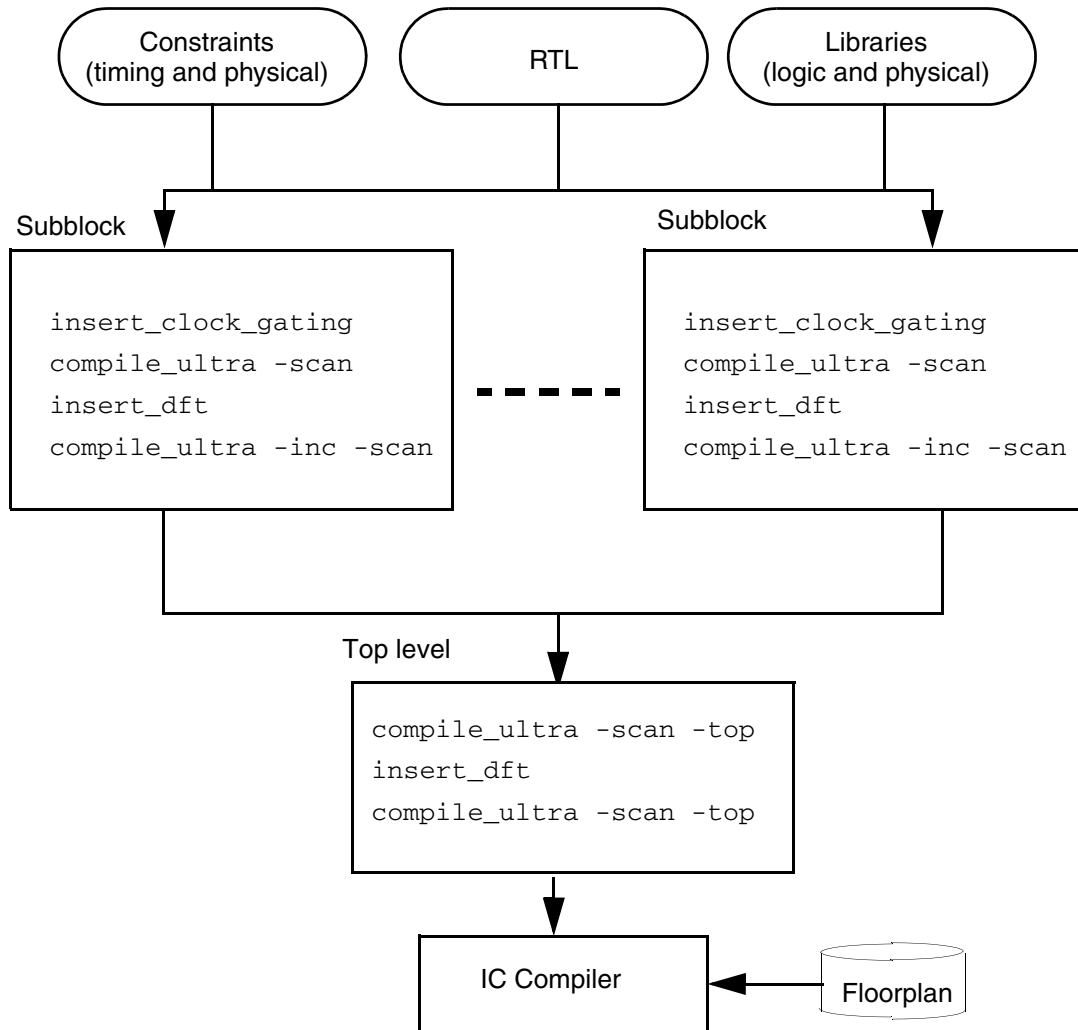 Constraints
(timing and physical)
RTL
Libraries
(logic and physical)
Subblock
insert_clock_gating
compile_ultra -scan
insert_dft
compile_ultra -inc -scan
Subblock
insert_clock_gating
compile_ultra -scan
insert_dft
compile_ultra -inc -scan
Top level
compile_ultra -scan -top
insert_dft
compile_ultra -scan -top
IC Compiler
Floorplan